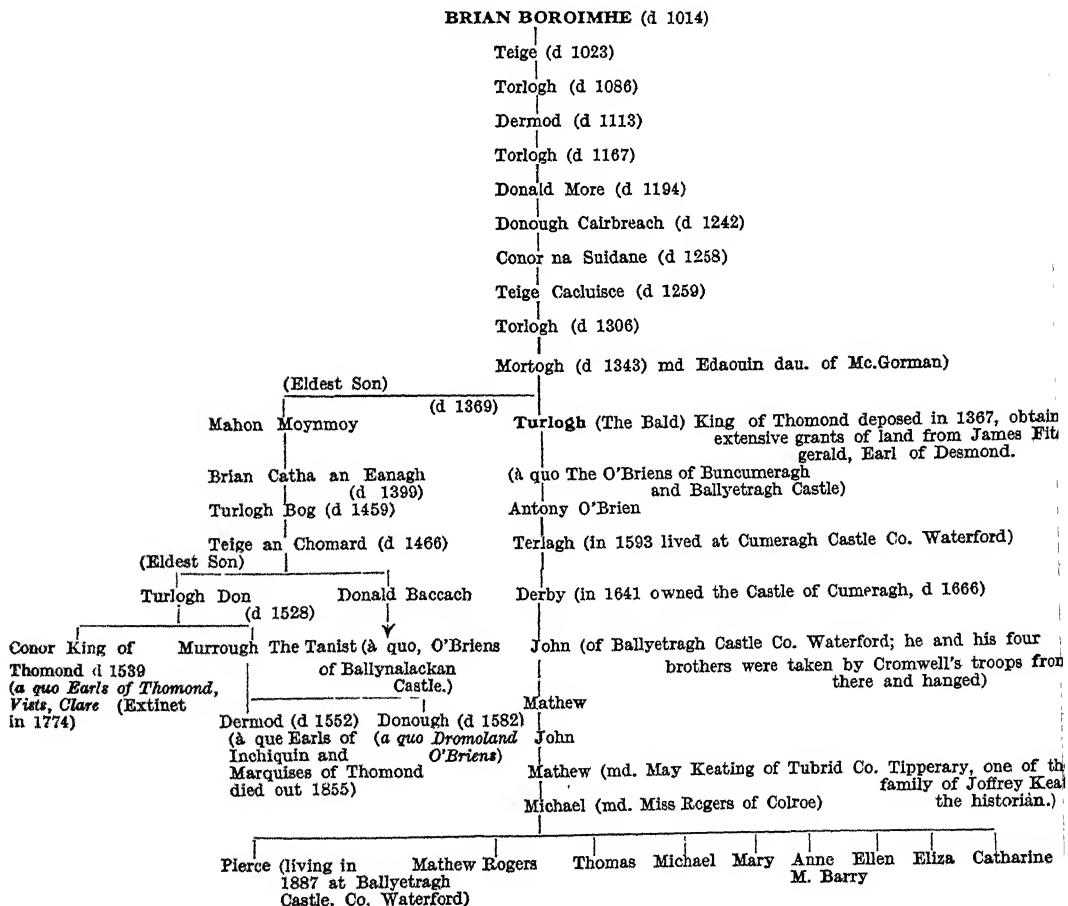 BRIAN BOROIMHE (d 1014)
Teige (d 1023)
Torlogh (d 1086)
Dermod (d 1113)
Torlogh (d 1167)
Donald More (d 1194)
Donough Cairbreach (d 1242)
Conor na Suidane (d 1258)
Teige Cacluisce (d 1259)
Torlogh (d 1306)
Mortogh (d 1343) md Edaouin dau. of Mc.Gorman)
(Eldest Son)
(d 1369)
Mahon Moynmoy
Turlogh (The Bald) King of Thomond deposed in 1367, obtain
extensive grants of land from James Fit
gerald, Earl of Desmond.
Brian Catha an Eanagh
(d 1399)
(à quo The O'Briens of Buncumeragh
and Ballyetragh Castle)
Turlogh Bog (d 1459)
Antony O'Brien
Teige an Chomard (d 1466)
Terlagh (in 1593 lived at Cumeragh Castle Co. Waterford)
(Eldest Son)
Turlogh Don
(d 1528)
Donald Baccach
Derby (in 1641 owned the Castle of Cumeragh, d 1666)
Conor King of
Thomond d 1539
(a quo Earls of Thomond,
Vists, Clare (Extinet
in 1774)
Murrough
The Tanist (à quo, O'Briens
of Ballynalackan
Castle.)
John (of Ballyetragh Castle Co. Waterford; he and his four
brothers were taken by Cromwell's troops fron
there and hanged)
Dermod (d 1552)
(à que Earls of
Inchiquin and
Marquises of Thomond
died out 1855)
Donough (d 1582)
(a quo Dromoland
O'Briens)
Mathew
John
Mathew (md. May Keating of Tubrid Co. Tipperary, one of th
family of Joffrey Kea
the historian.)
Michael (md. Miss Rogers of Colroe)
Pierce (living in
1887 at Ballyetragh
Castle, Co. Waterford)
Mathew Rogers
Thomas
Michael
Mary
Anne
M. Barry
Ellen
Eliza
Catharine